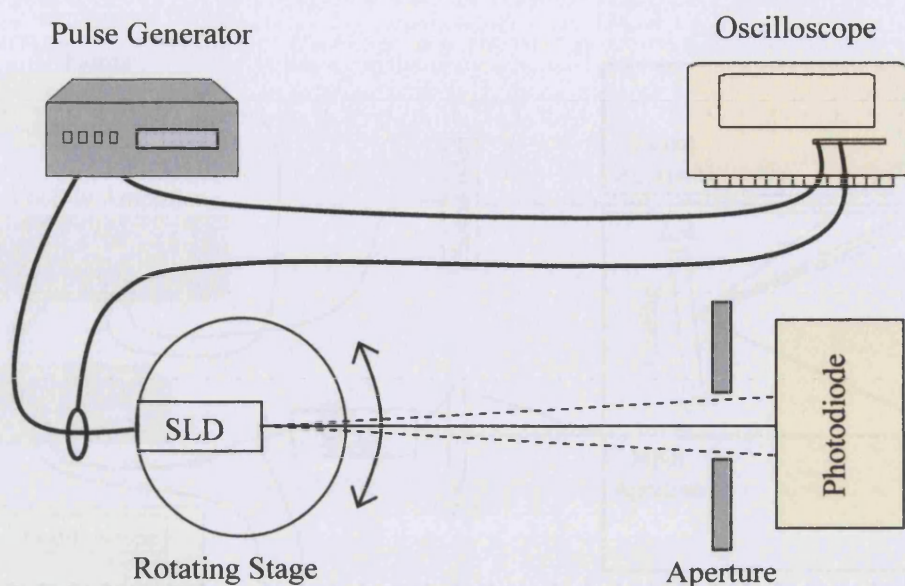 Pulse Generator
Oscilloscope
SLD
Photodiode
Rotating Stage
Aperture